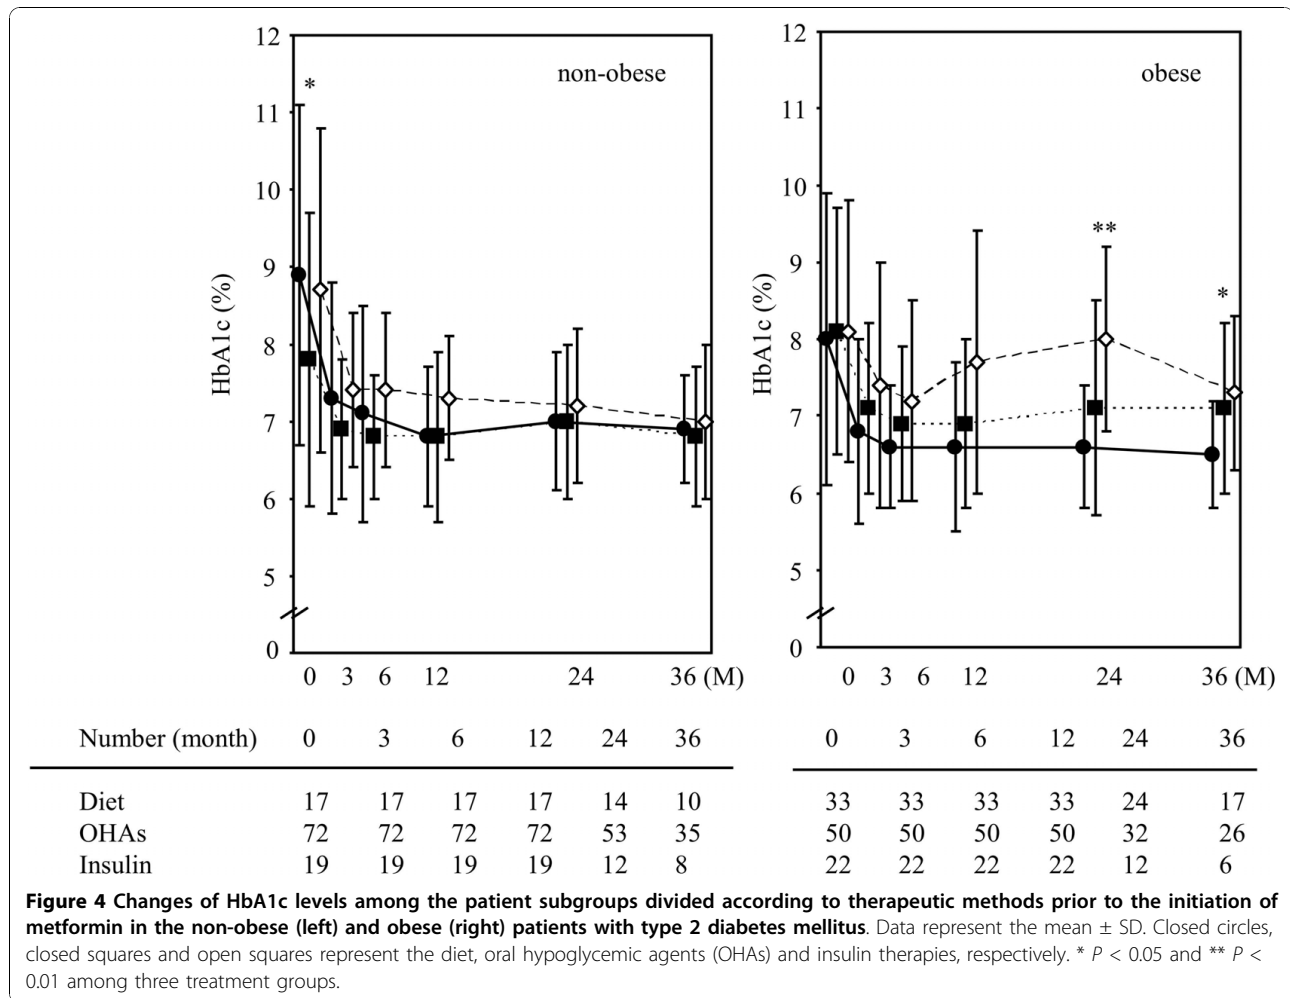 12
11
10
9
8
7
6
5
0
HbA1c (%)
*
non-obese
0 3 6 12 24 36 (M)
12
11
10
9
8
7
6
5
0
HbA1c (%)
obese
**
*
0 3 6 12 24 36 (M)
Number (month) 0 3 6 12 24 36 0 3 6 12 24 36
Diet 17 17 17 17 14 10 33 33 33 33 24 17
OHAs 72 72 72 72 53 35 50 50 50 50 32 26
Insulin 19 19 19 19 12 8 22 22 22 22 12 6
Figure 4 Changes of HbA1c levels among the patient subgroups divided according to therapeutic methods prior to the initiation of
metformin in the non-obese (left) and obese (right) patients with type 2 diabetes mellitus. Data represent the mean ± SD. Closed circles,
closed squares and open squares represent the diet, oral hypoglycemic agents (OHAs) and insulin therapies, respectively. * P < 0.05 and ** P <
0.01 among three treatment groups.